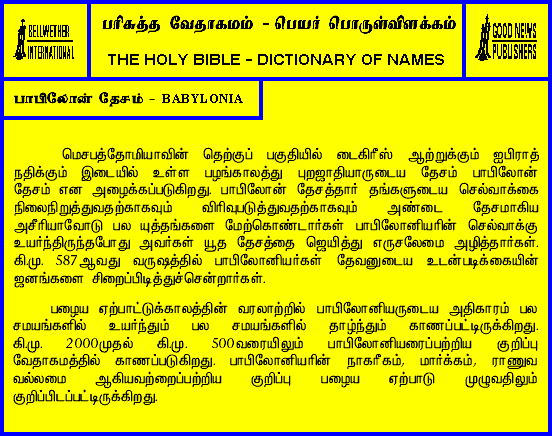 BELLWETHER
INTERNATIONAL
பரிசுத்த வேதாகமம் - பெயர் பொருள்விளக்கம்
THE HOLY BIBLE – DICTIONARY OF NAMES
GOOD NEWS
PUBLISHERS
பாபிலோன் தேசம் - BABYLONIA
மெசபத்தோமியாவின் தெற்குப் பகுதியில் டைகிரீஸ் ஆற்றுக்கும் ஐபிராத்
நதிக்கும் இடையில் உள்ள பழங்காலத்து புறஜாதியாருடைய தேசம் பாபிலோன்
தேசம் என அழைக்கப்படுகிறது. பாபிலோன் தேசத்தார் தங்களுடைய செல்வாக்கை
நிலைநிறுத்துவதற்காகவும் விரிவுபடுத்துவதற்காகவும் அண்டை தேசமாகிய
அசீரியாவோடு பல யுத்தங்களை மேற்கொண்டார்கள் பாபிலோனியரின் செல்வாக்கு
உயர்ந்திருந்தபோது அவர்கள் யூத தேசத்தை ஜெயித்து எருசலேமை அழித்தார்கள்.
கி.மு. 587ஆவது வருஷத்தில் பாபிலோனியர்கள் தேவனுடைய உடன்படிக்கையின்
ஜனங்களை சிறைப்பிடித்துச்சென்றார்கள்.
பழைய ஏற்பாட்டுக்காலத்தின் வரலாற்றில் பாபிலோனியருடைய அதிகாரம் பல
சமயங்களில் உயர்ந்தும் பல சமயங்களில் தாழ்ந்தும் காணப்பட்டிருக்கிறது.
கி.மு. 2000முதல் கி.மு. 500வரையிலும் பாபிலோனியரைப்பற்றிய குறிப்பு
வேதாகமத்தில் காணப்படுகிறது. பாபிலோனியரின் நாகரீகம், மார்க்கம், ராணுவ
வல்லமை ஆகியவற்றைப்பற்றிய குறிப்பு பழைய ஏற்பாடு முழுவதிலும்
குறிப்பிடப்பட்டிருக்கிறது.